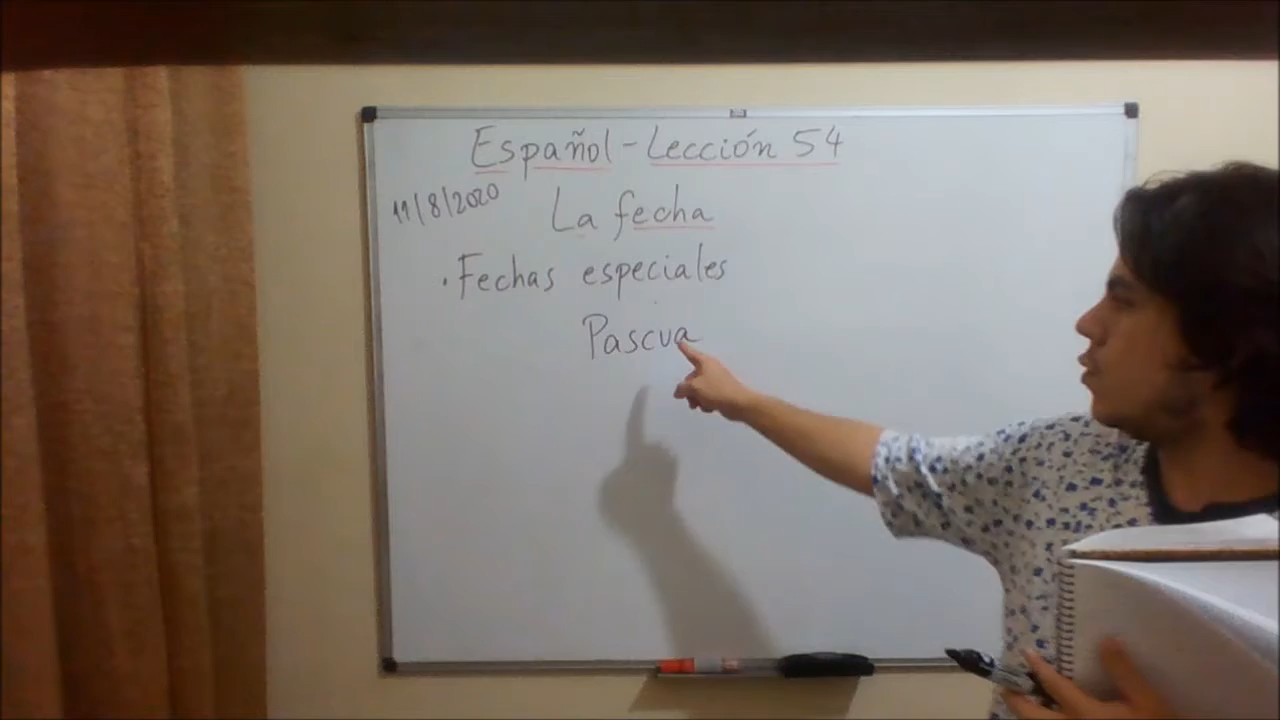 Español - Lección 54
11/8/2020
La fecha
. Fechas especiales
Pascua